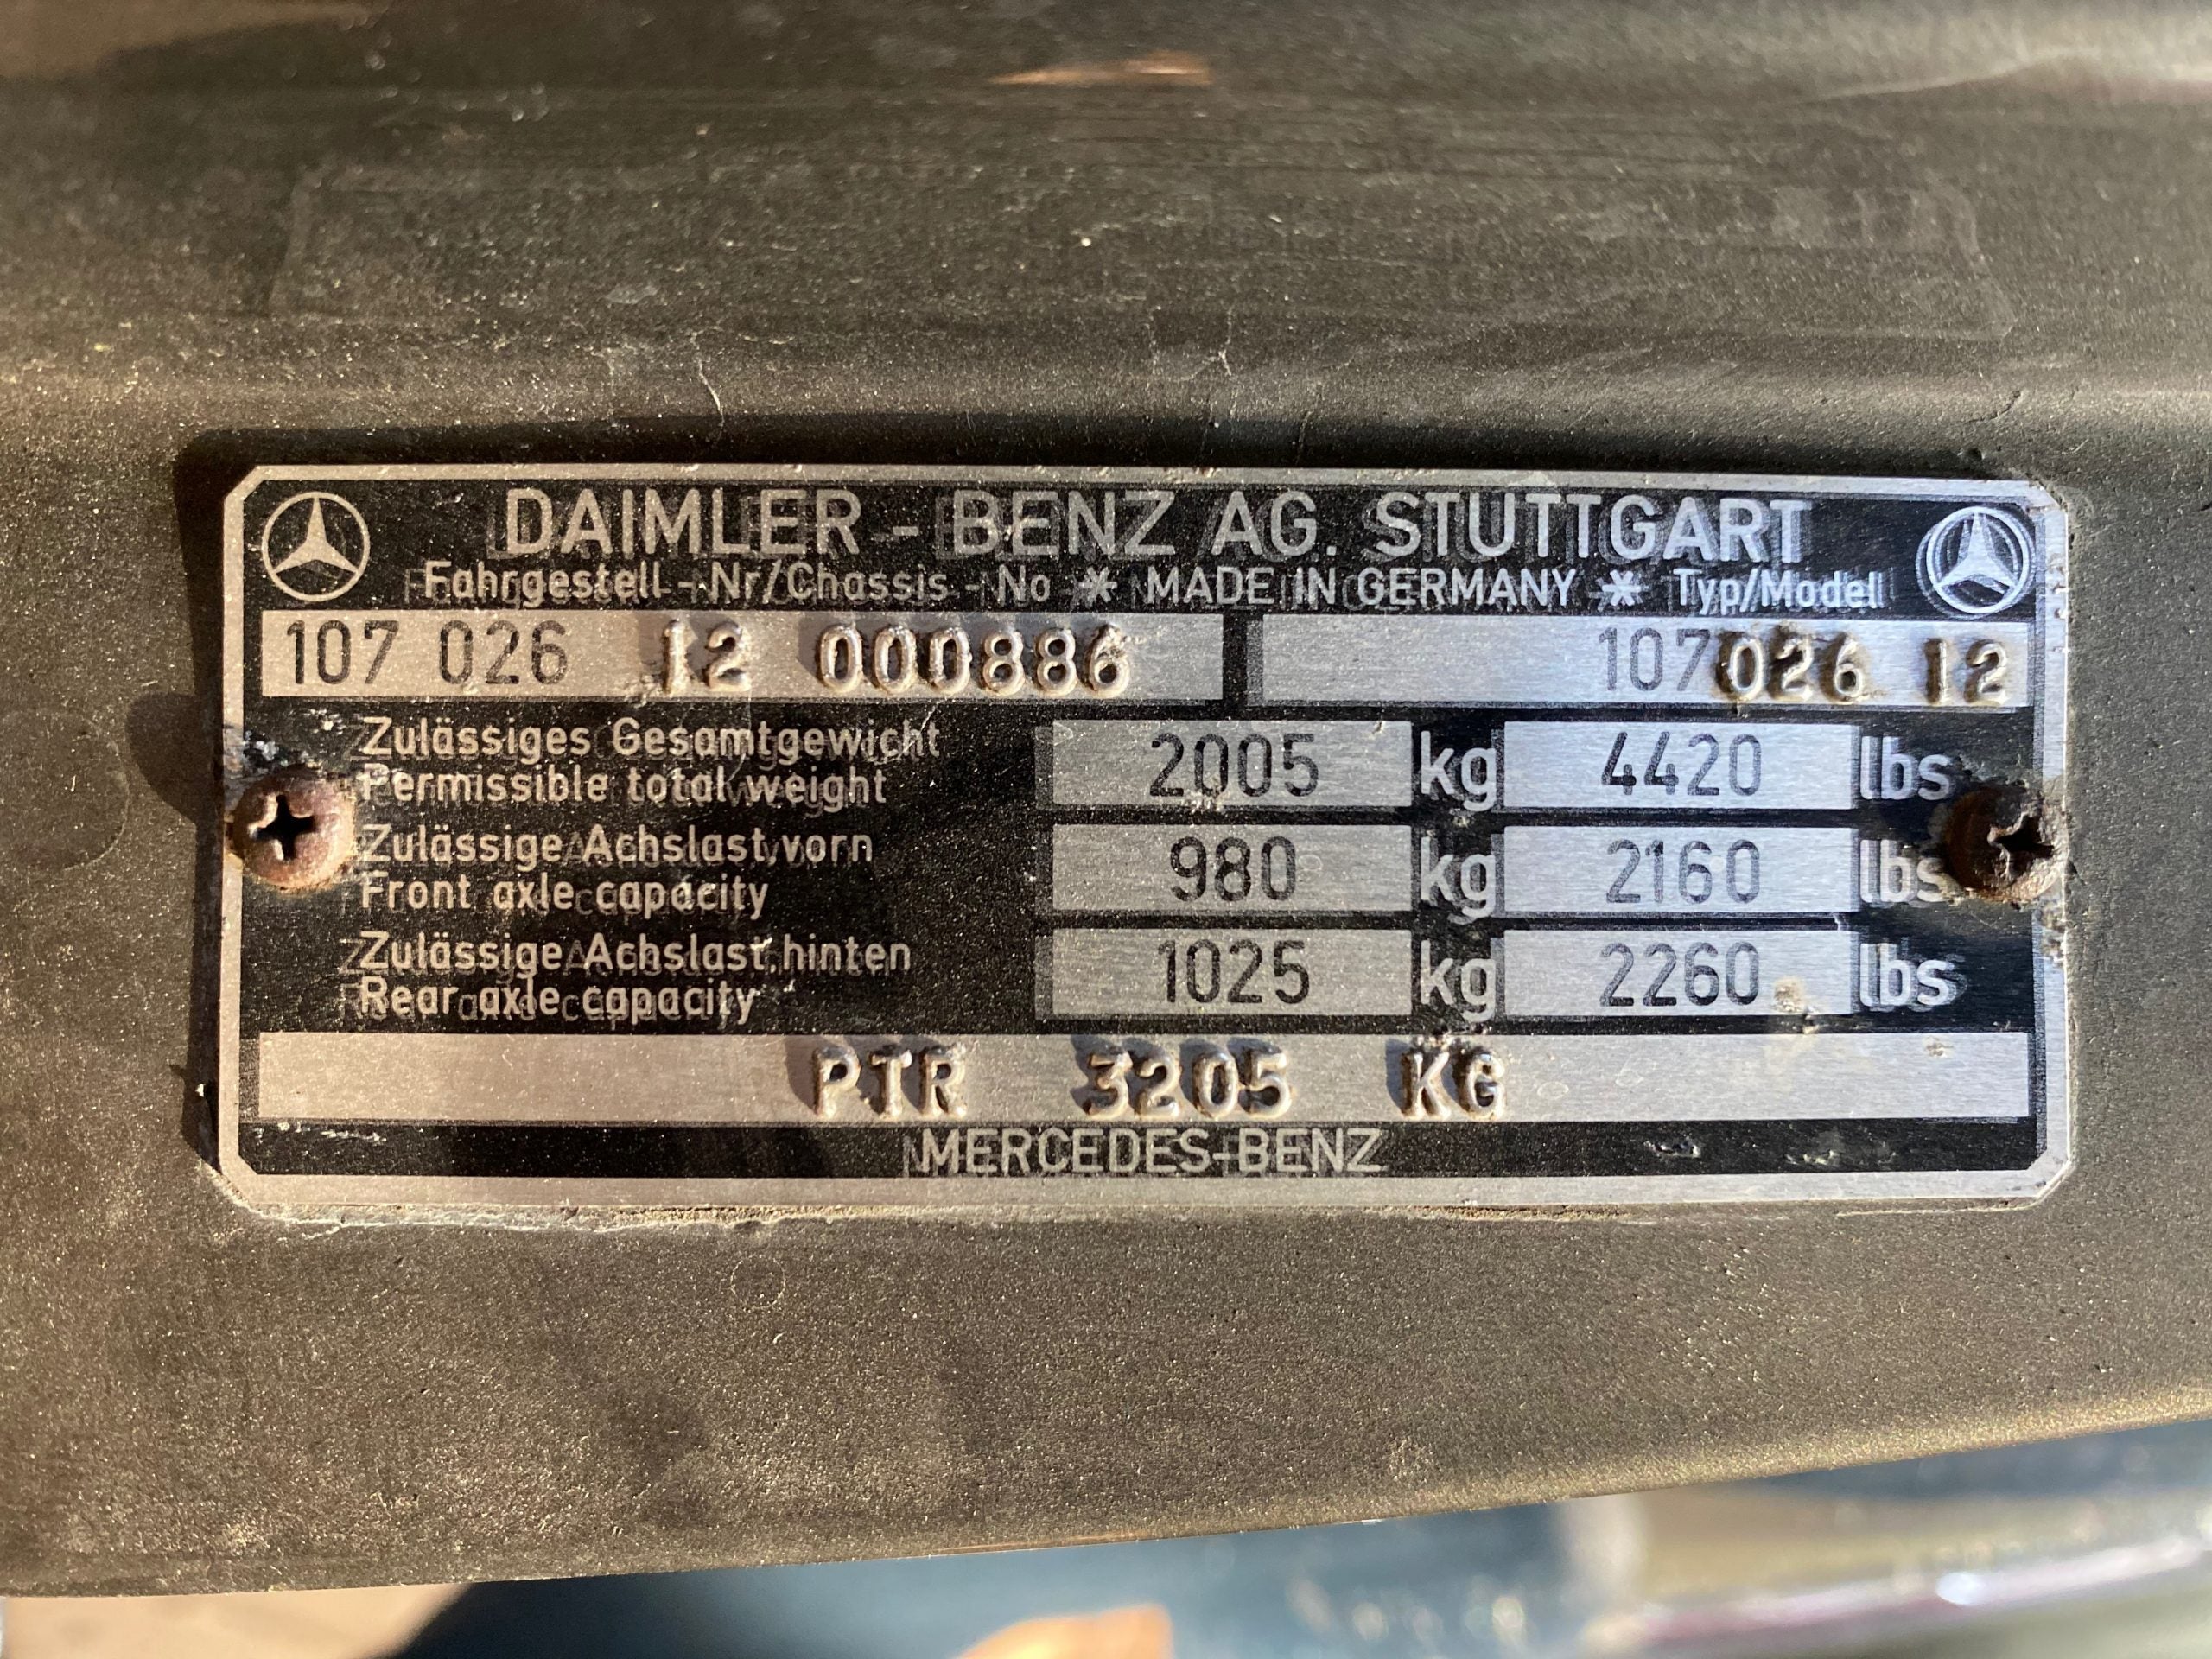 DAIMLER - BENZ AG. STUTTGART
Fahrgestell - Nr/Chassis - No * MADE IN GERMANY * Typ/Modell
107 026 12 000886 107 026 12
Zulässiges Gesamtgewicht
Permissible total weight 2005 kg 4420 lbs
Zulässige Achslast, vorn
Front axle capacity 980 kg 2160 lbs
Zulässige Achslast, hinten
Rear axle capacity 1025 kg 2260 lbs
PTR 3205 KG
MERCEDES-BENZ